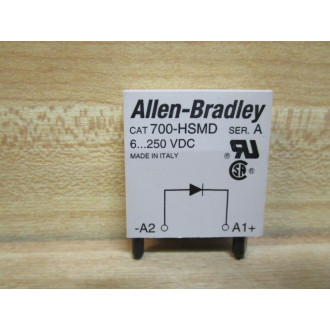 Allen-Bradley
CAT 700-HSMD SER. A
6...250 VDC
MADE IN ITALY
-A2 A1+